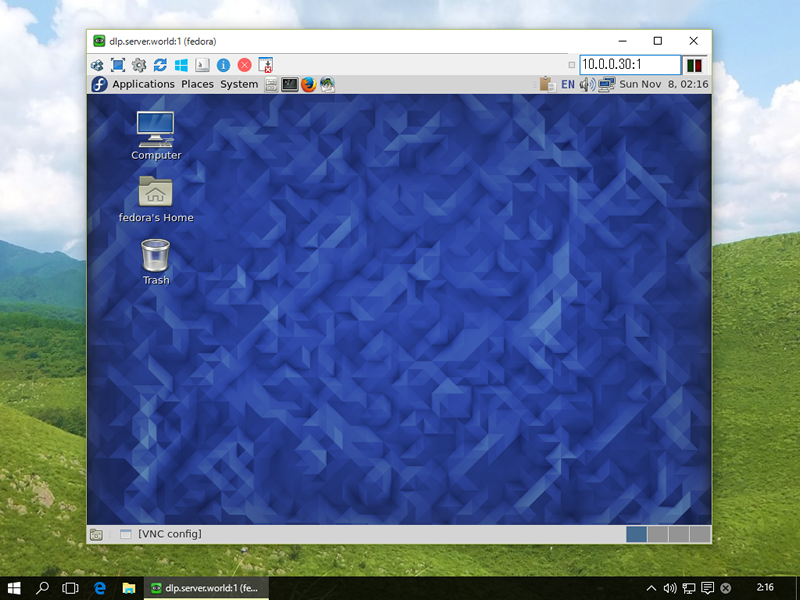 dlp.server.world:1 (fedora)
10.0.0.30:1
Applications Places System EN Sun Nov 8, 02:16
Computer
fedora's Home
Trash
[VNC config]
dlp.server.world:1 (fe... 2:16